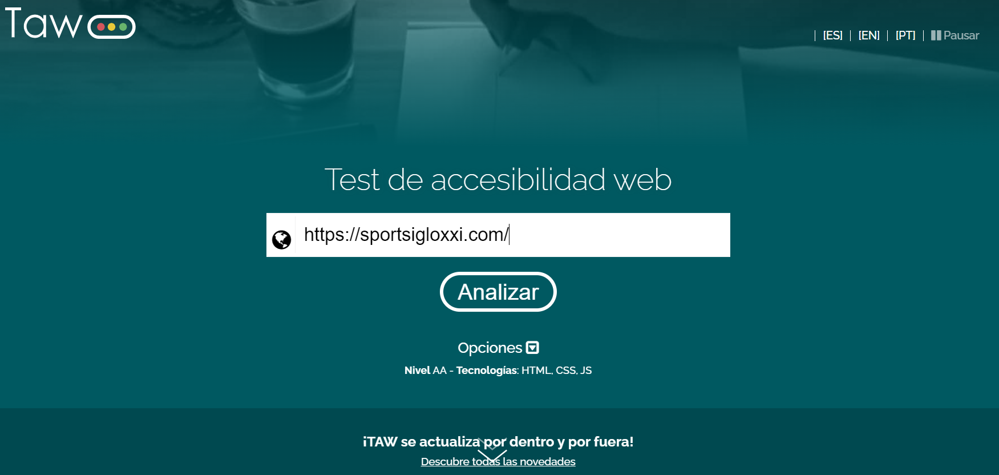 Taw
[ES] [EN] [PT] Pausar
Test de accesibilidad web
https://sportsigloxxi.com/
Analizar
Opciones
Nivel AA - Tecnologías: HTML, CSS, JS
¡TAW se actualiza por dentro y por fuera!
Descubre todas las novedades